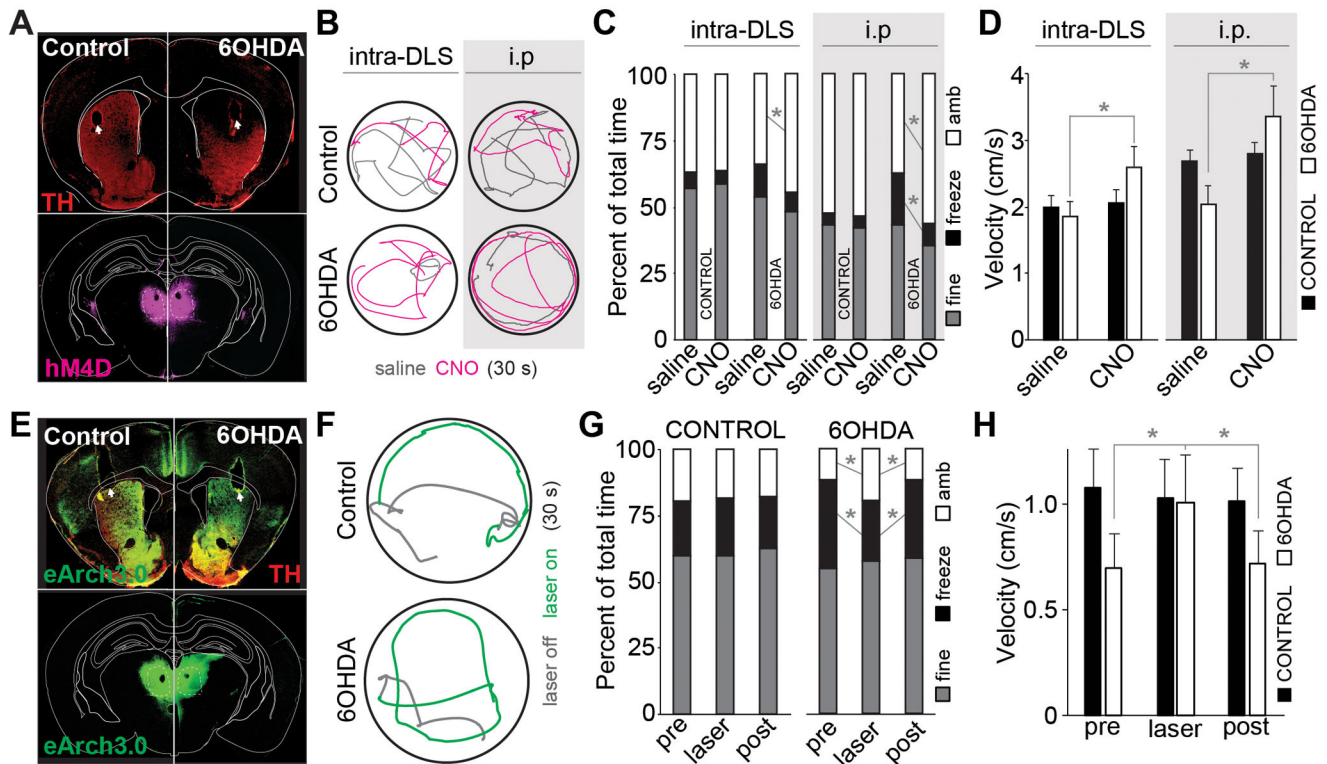 A
Control 6OHDA
TH
hM4D
B
intra-DLS i.p
Control
6OHDA
saline CNO (30 s)
C
intra-DLS i.p
Percent of total time
100
75
50
25
0
CONTROL
6OHDA
CONTROL
6OHDA
*
*
*
saline CNO saline CNO saline CNO saline CNO
fine freeze amb
D
intra-DLS i.p.
Velocity (cm/s)
4
3
2
1
0
*
*
saline CNO saline CNO
CONTROL 6OHDA
E
Control 6OHDA
eArch3.0 TH
eArch3.0
F
Control
6OHDA
laser off laser on (30 s)
G
CONTROL 6OHDA
Percent of total time
100
75
50
25
0
* *
* *
pre laser post pre laser post
fine freeze amb
H
Velocity (cm/s)
1.0
0.5
0
* *
pre laser post
CONTROL 6OHDA